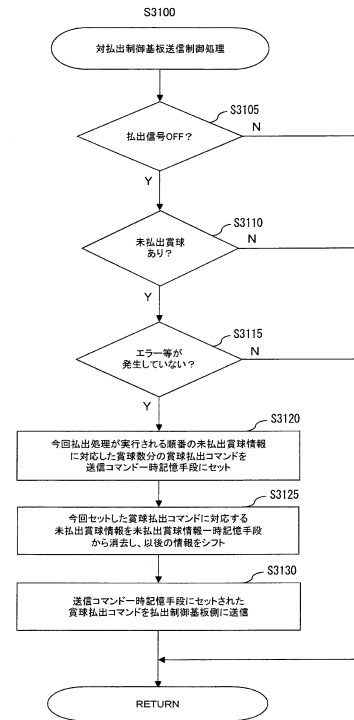 S3100
対払出制御基板送信制御処理
S3105
払出信号OFF？
N
Y
S3110
未払出賞球
あり？
N
Y
S3115
エラー等が
発生していない？
N
Y
S3120
今回払出処理が実行される順番の未払出賞球情報
に対応した賞球数分の賞球払出コマンドを
送信コマンド一時記憶手段にセット
S3125
今回セットした賞球払出コマンドに対応する
未払出賞球情報を未払出賞球情報一時記憶手段
から消去し、以後の情報をシフト
S3130
送信コマンド一時記憶手段にセットされた
賞球払出コマンドを払出制御基板側に送信
RETURN